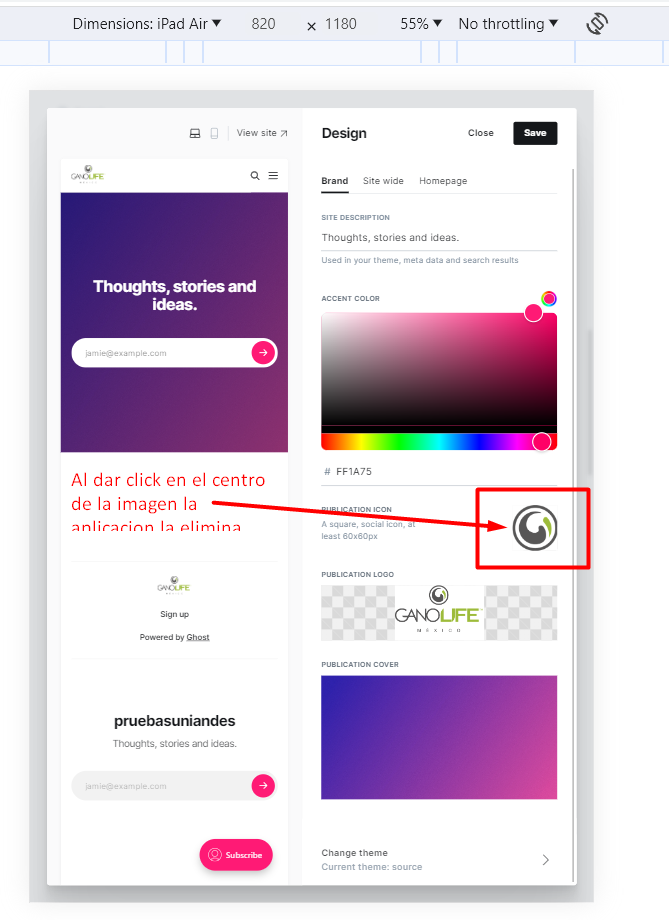 Dimensions: iPad Air ▼ 820 × 1180 55% ▼ No throttling ▼
View site ↗
Design
Close
Save
GANOLIFE
MÉXICO
Brand Site wide Homepage
SITE DESCRIPTION
Thoughts, stories and ideas.
Used in your theme, meta data and search results
Thoughts, stories and
ideas.
jamie@example.com
ACCENT COLOR
# FF1A75
Al dar click en el centro
de la imagen la
aplicacion la elimina
PUBLICATION ICON
A square, social icon, at
least 60x60px
GANOLIFE
Sign up
Powered by Ghost
PUBLICATION LOGO
GANOLIFE
MÉXICO
PUBLICATION COVER
pruebasuniandes
Thoughts, stories and ideas.
jamie@example.com
Subscribe
Change theme
Current theme: source